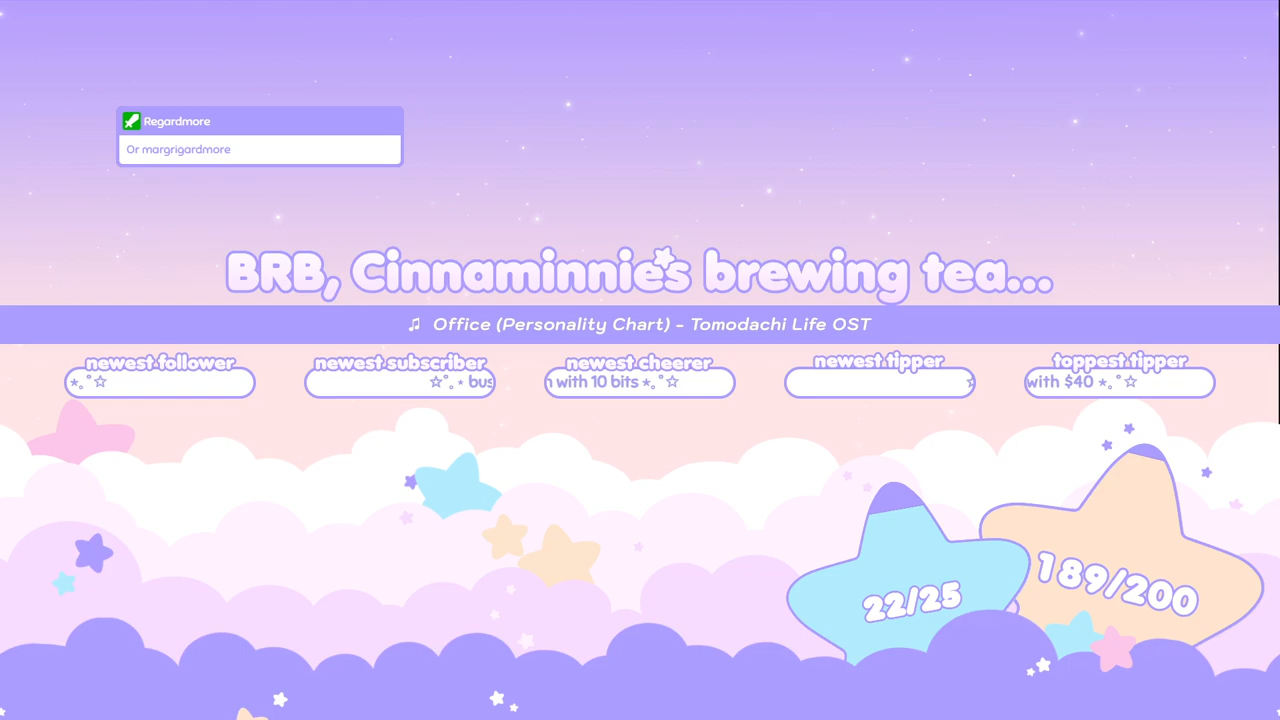 Regardmore
Or margrigardmore
BRB, Cinnaminnie's brewing tea...
♫ Office (Personality Chart) - Tomodachi Life OST
newest follower
newest subscriber
newest cheerer
newest tipper
toppest tipper
⋆｡˚☆
☆˚｡⋆ bus
with 10 bits ⋆｡˚☆
with $40 ⋆｡˚☆
22/25
189/200